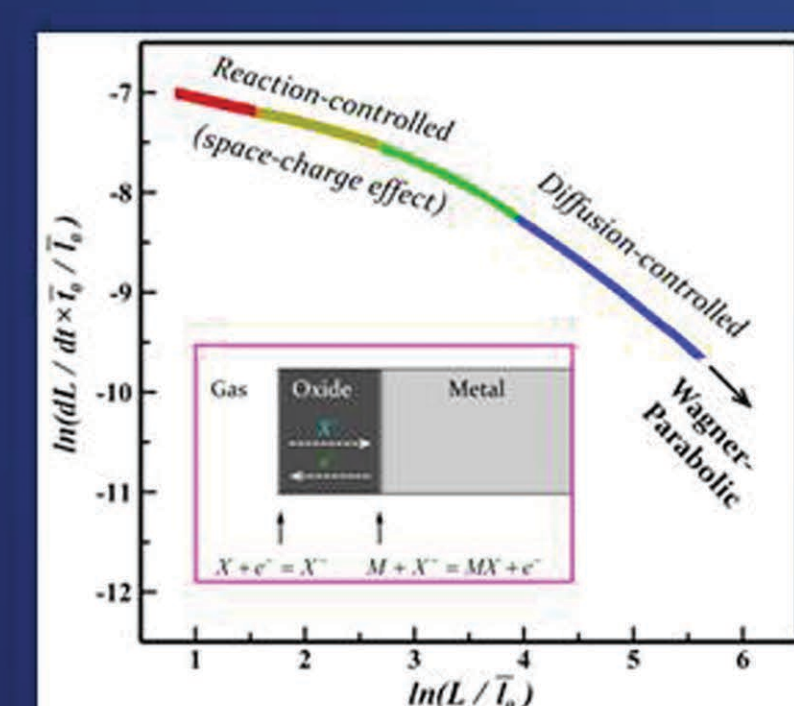 Reaction-controlled
(space-charge effect)
Diffusion-controlled
Wagner-
Parabolic
ln(dL / dt × t̄₀ / l̄₀)
-7
-8
-9
-10
-11
-12
Gas
Oxide
Metal
X⁻
X + e⁻ = X⁻
M + X⁻ = MX + e⁻
1
2
3
4
5
6
ln(L / l̄₀)